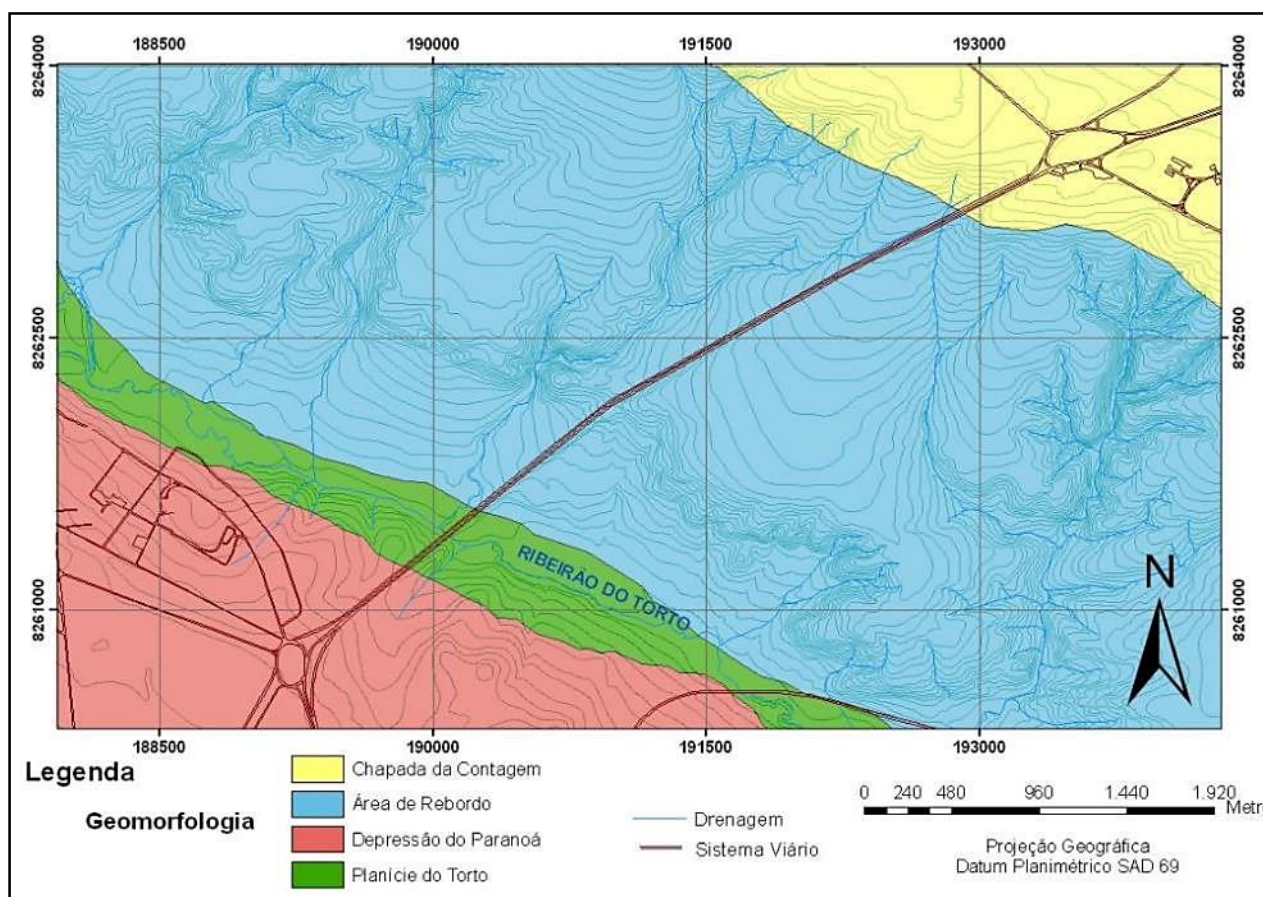 188500 190000 191500 193000
8264000 8264000
8262500 8262500
RIBEIRÃO DO TORTO
8261000 8261000
N
188500 190000 191500 193000
Legenda
Geomorfologia
Chapada da Contagem
Área de Rebordo
Depressão do Paranoá
Planície do Torto
Drenagem
Sistema Viário
0 240 480 960 1.440 1.920
Metr
Projeção Geográfica
Datum Planimétrico SAD 69